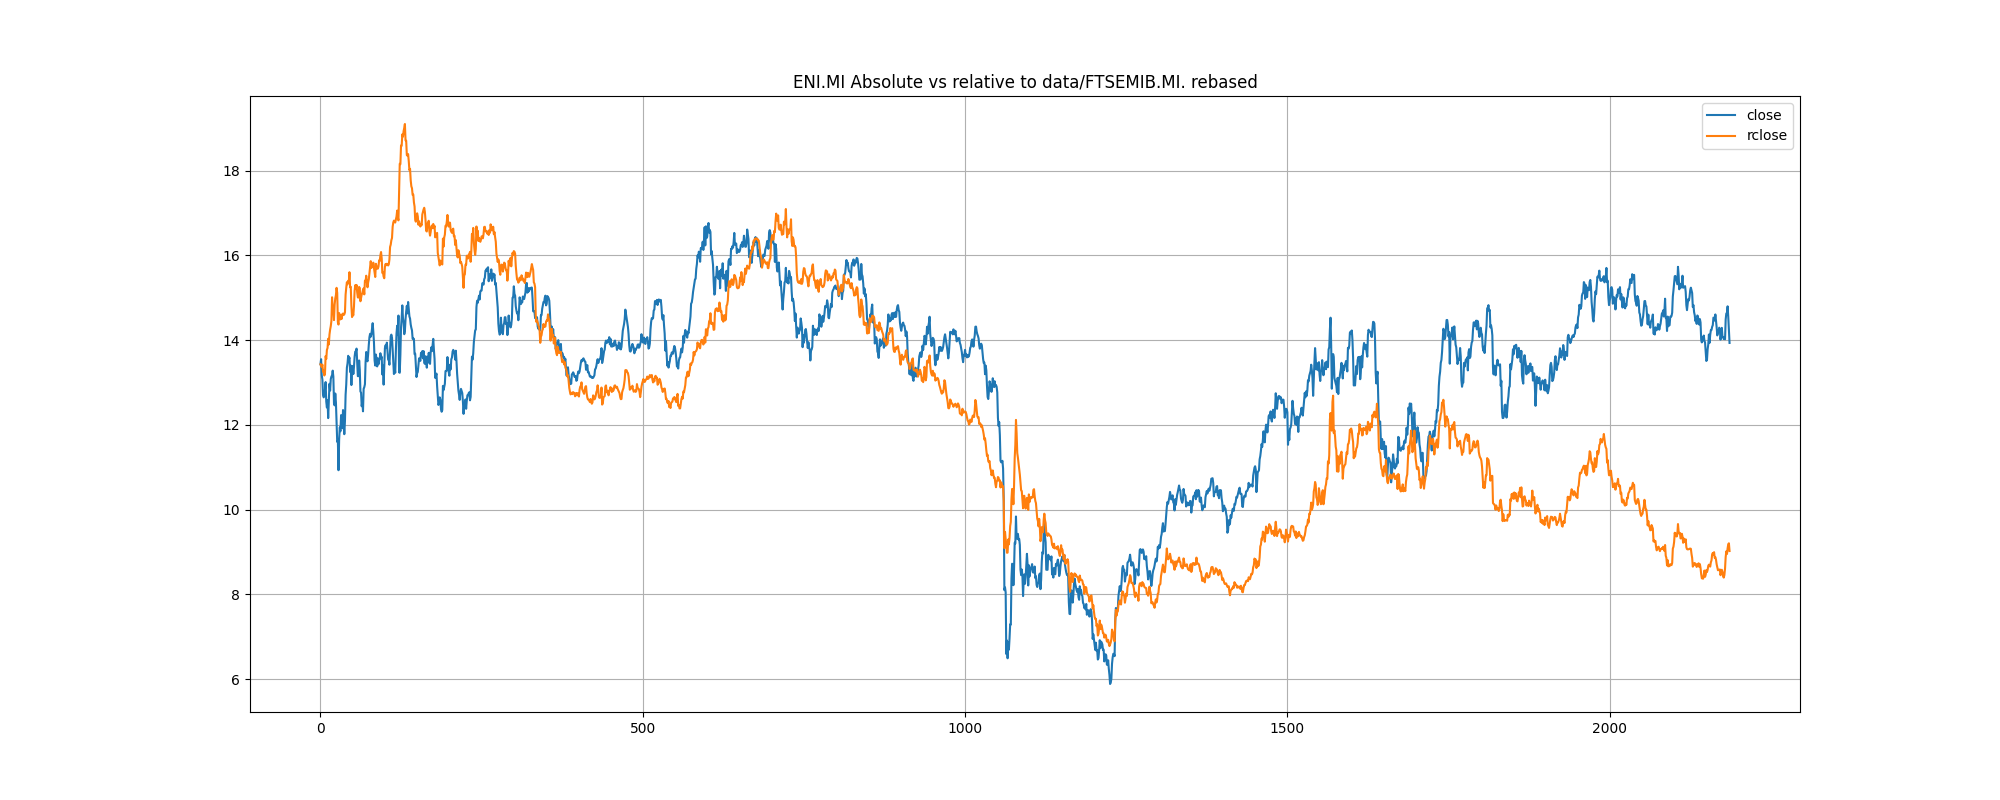 ENI.MI Absolute vs relative to data/FTSEMIB.MI. rebased
close
rclose
18
16
14
12
10
8
6
0 500 1000 1500 2000